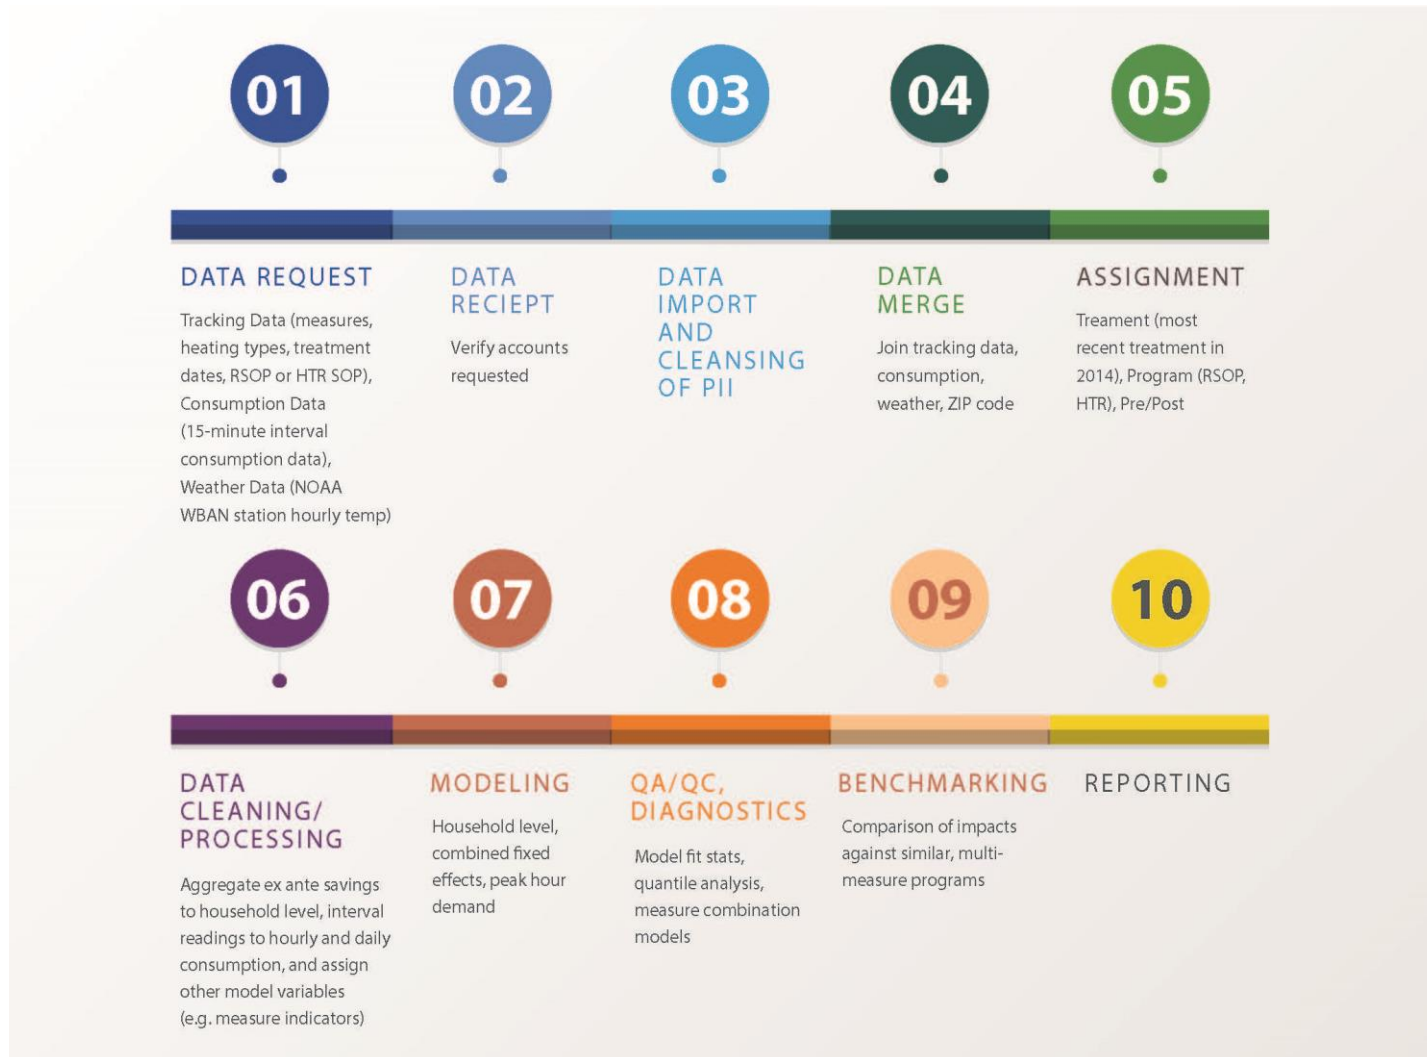 01
02
03
04
05
DATA REQUEST
Tracking Data (measures,
heating types, treatment
dates, RSOP or HTR SOP),
Consumption Data
(15-minute interval
consumption data),
Weather Data (NOAA
WBAN station hourly temp)
DATA
RECIEPT
Verify accounts
requested
DATA
IMPORT
AND
CLEANSING
OF PII
DATA
MERGE
Join tracking data,
consumption,
weather, ZIP code
ASSIGNMENT
Treament (most
recent treatment in
2014), Program (RSOP,
HTR), Pre/Post
06
07
08
09
10
DATA
CLEANING/
PROCESSING
Aggregate ex ante savings
to household level, interval
readings to hourly and daily
consumption, and assign
other model variables
(e.g. measure indicators)
MODELING
Household level,
combined fixed
effects, peak hour
demand
QA/QC,
DIAGNOSTICS
Model fit stats,
quantile analysis,
measure combination
models
BENCHMARKING
Comparison of impacts
against similar, multi-
measure programs
REPORTING